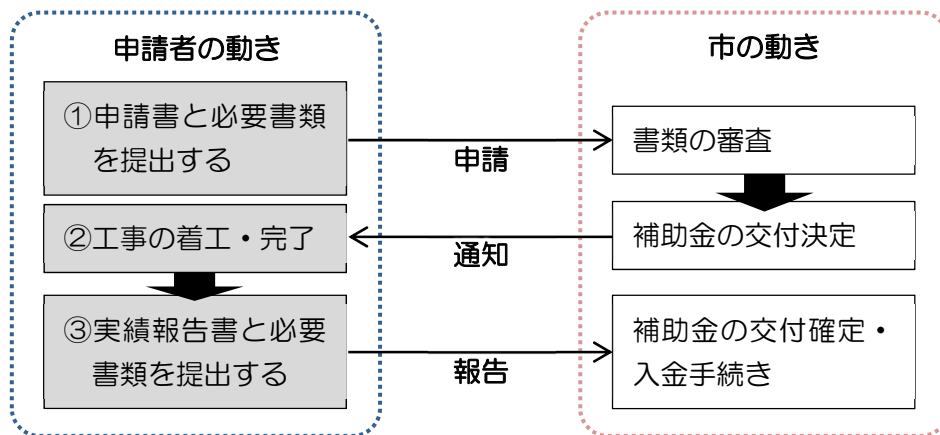 申請者の動き
市の動き
①申請書と必要書類
を提出する
申請
書類の審査
②工事の着工・完了
通知
補助金の交付決定
③実績報告書と必要
書類を提出する
報告
補助金の交付確定・
入金手続き